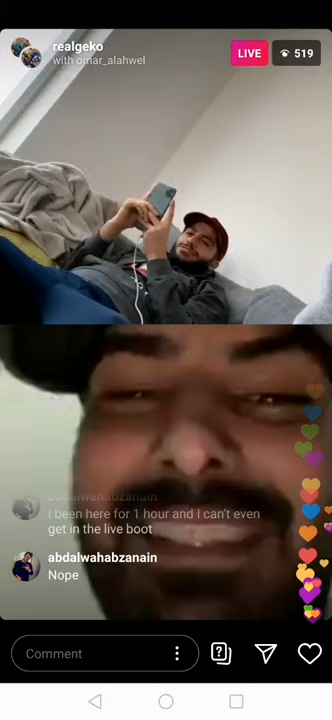 realgeko
with omar_alahwel
LIVE
519
abdalwahabzanain
I been here for 1 hour and I can't even
get in the live boot
abdalwahabzanain
Nope
Comment